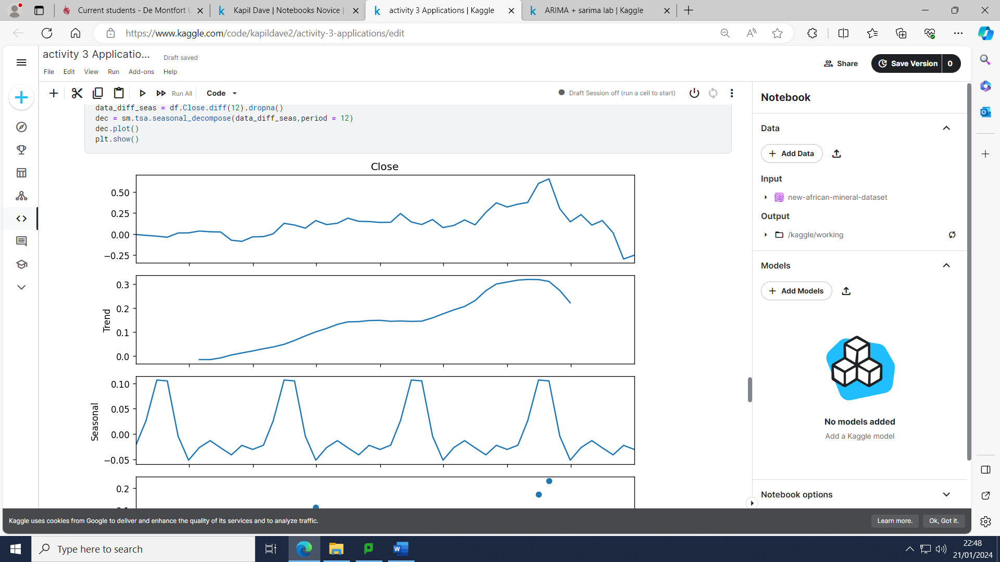 Current students - De Montfort U
Kapil Dave | Notebooks Novice |
activity 3 Applications | Kaggle
ARIMA + sarima lab | Kaggle
https://www.kaggle.com/code/kapildave2/activity-3-applications/edit
activity 3 Applicatio...
Draft saved
File Edit View Run Add-ons Help
Share
Save Version 0
Run All
Code
Draft Session off (run a cell to start)
data_diff_seas = df.Close.diff(12).dropna()
dec = sm.tsa.seasonal_decompose(data_diff_seas,period = 12)
dec.plot()
plt.show()
Close
0.50
0.25
0.00
−0.25
Trend
0.3
0.2
0.1
0.0
Seasonal
0.10
0.05
0.00
−0.05
0.2
Notebook
Data
Add Data
Input
new-african-mineral-dataset
Output
/kaggle/working
Models
Add Models
No models added
Add a Kaggle model
Notebook options
Kaggle uses cookies from Google to deliver and enhance the quality of its services and to analyze traffic.
Learn more.
Ok, Got it.
Type here to search
22:48
21/01/2024